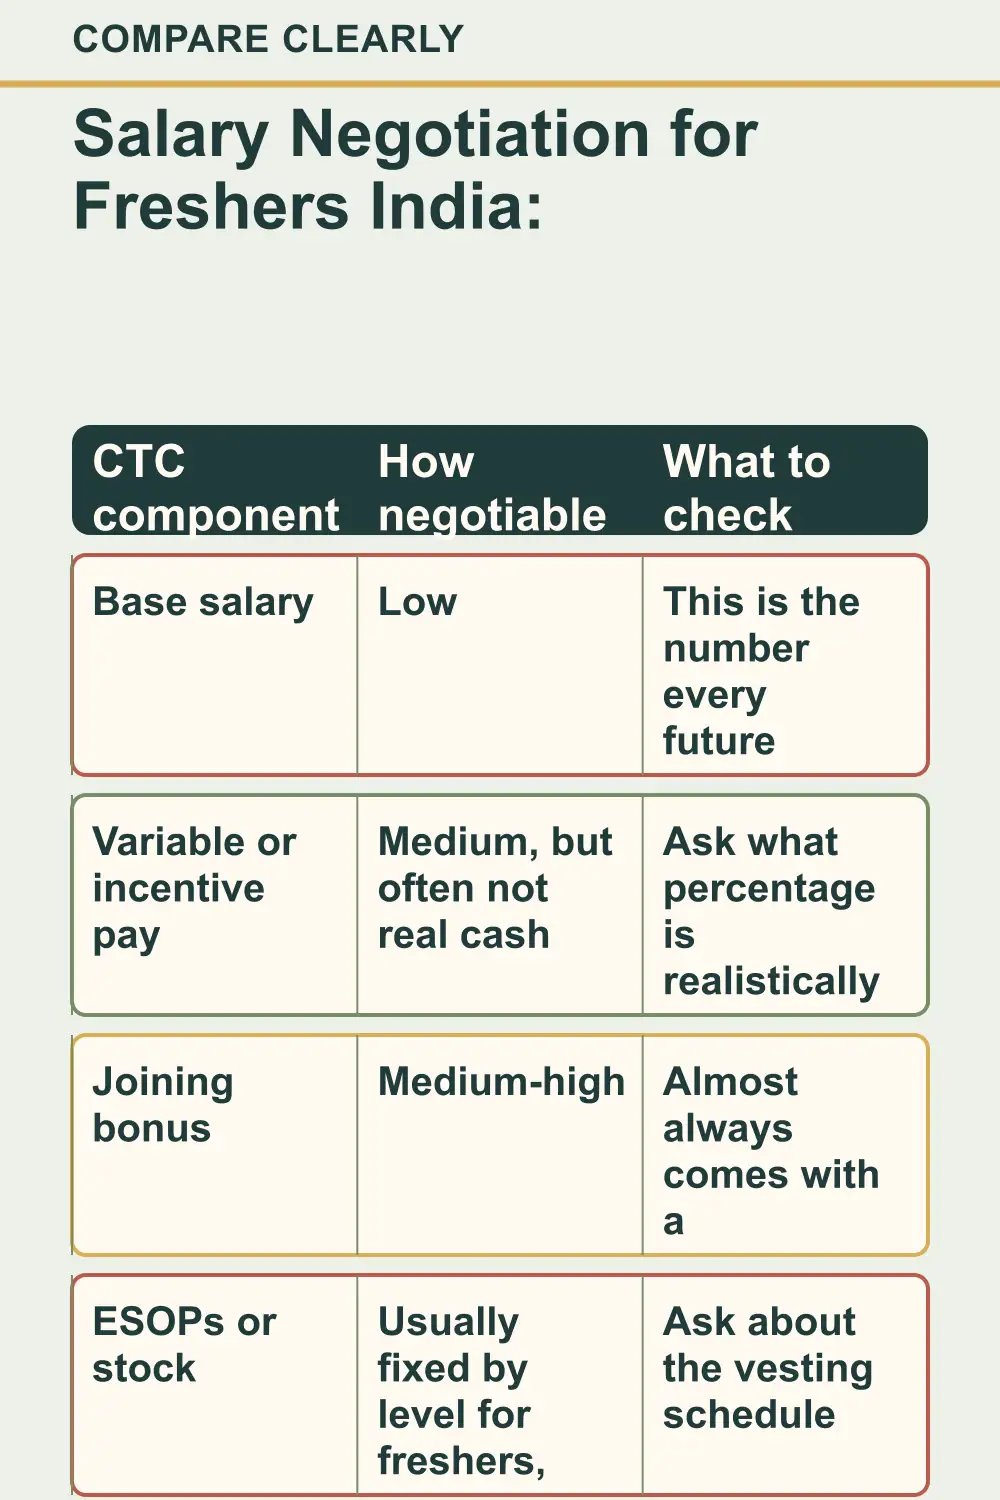 COMPARE CLEARLY
Salary Negotiation for
Freshers India:
CTC component
How negotiable
What to check
Base salary
Low
This is the
number
every
future
Variable or
incentive
pay
Medium, but
often not
real cash
Ask what
percentage
is
realistically
Joining
bonus
Medium-high
Almost
always
comes with
a
ESOPs or
stock
Usually
fixed by
level for
freshers,
Ask about
the vesting
schedule